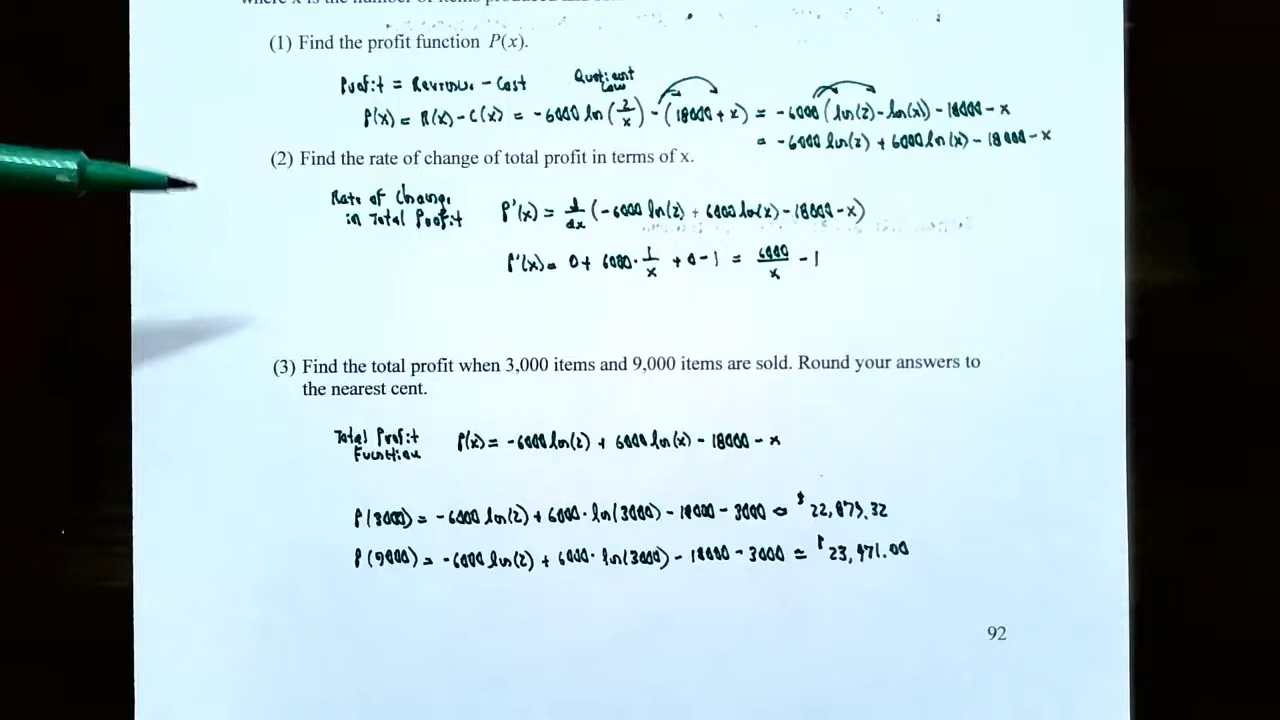 (1) Find the profit function P(x).
Profit = Revenue - Cost Quotient Law
P(x) = R(x) - C(x) = -6000 ln(2/x) - (18000 + x) = -6000 (ln(2) - ln(x)) - 18000 - x
= -6000 ln(2) + 6000 ln(x) - 18000 - x
(2) Find the rate of change of total profit in terms of x.
Rate of Change
in Total Profit P'(x) = d/dx (-6000 ln(2) + 6000 ln(x) - 18000 - x)
P'(x) = 0 + 6000 · 1/x + 0 - 1 = 6000/x - 1
(3) Find the total profit when 3,000 items and 9,000 items are sold. Round your answers to
the nearest cent.
Total Profit
Function P(x) = -6000 ln(2) + 6000 ln(x) - 18000 - x
P(3000) = -6000 ln(2) + 6000 · ln(3000) - 18000 - 3000 = $22,879.32
P(9000) = -6000 ln(2) + 6000 · ln(3000) - 18000 - 3000 = $23,471.00
92